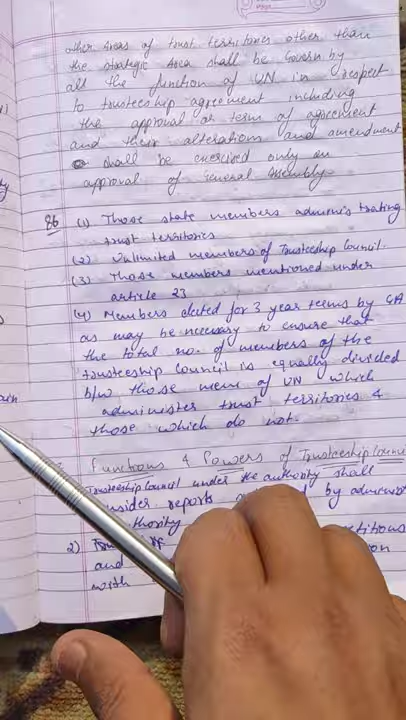 other areas of trust territories other than
the strategic area shall be Govern by
all the function of UN in respect
to trusteeship agreement including
the approval or term of agreement
and their alteration and amendment
shall be exercised only on
approval of General Assembly.
86 (1) Those state members administrating
trust territories
(2) Unlimited members of Trusteeship Council.
(3) Those members mentioned under
article 23
(4) Members elected for 3 year terms by GA
as may be necessary to ensure that
the total no. of members of the
trusteeship Council is equally divided
b/w those mem of UN which
administer trust territories &
those which do not.
Functions & Powers of Trusteeship Council
Trusteeship Council under the authority shall
reports by
2)
and
with